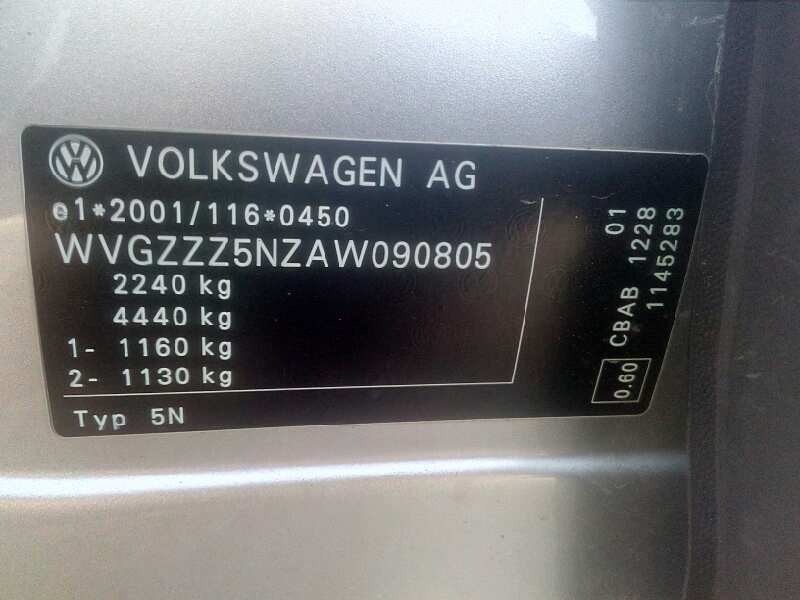 VOLKSWAGEN AG
e1*2001/116*0450
WVGZZZ5NZAW090805
2240 kg
4440 kg
1- 1160 kg
2- 1130 kg
Typ 5N
01
CBAB 1228
0.60 1145283